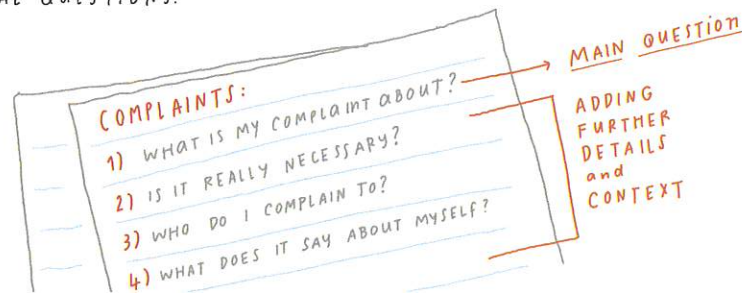 QUESTIONS.
COMPLAINTS:
1) WHAT IS MY COMPLAINT ABOUT?
2) IS IT REALLY NECESSARY?
3) WHO DO I COMPLAIN TO?
4) WHAT DOES IT SAY ABOUT MYSELF?
MAIN QUESTION
ADDING
FURTHER
DETAILS
and
CONTEXT